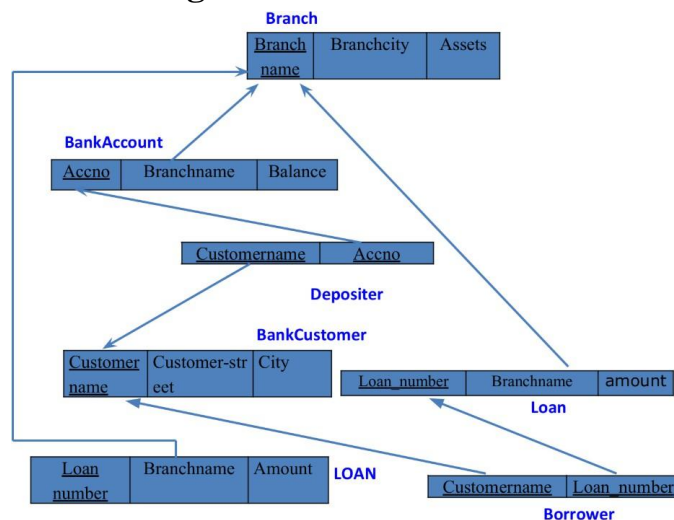 Branch
Branch Branchcity Assets
name
BankAccount
Accno Branchname Balance
Customername Accno
Depositer
BankCustomer
Customer Customer-str City
name eet
Loan_number Branchname amount
Loan
Loan Branchname Amount LOAN
number
Customername Loan_number
Borrower